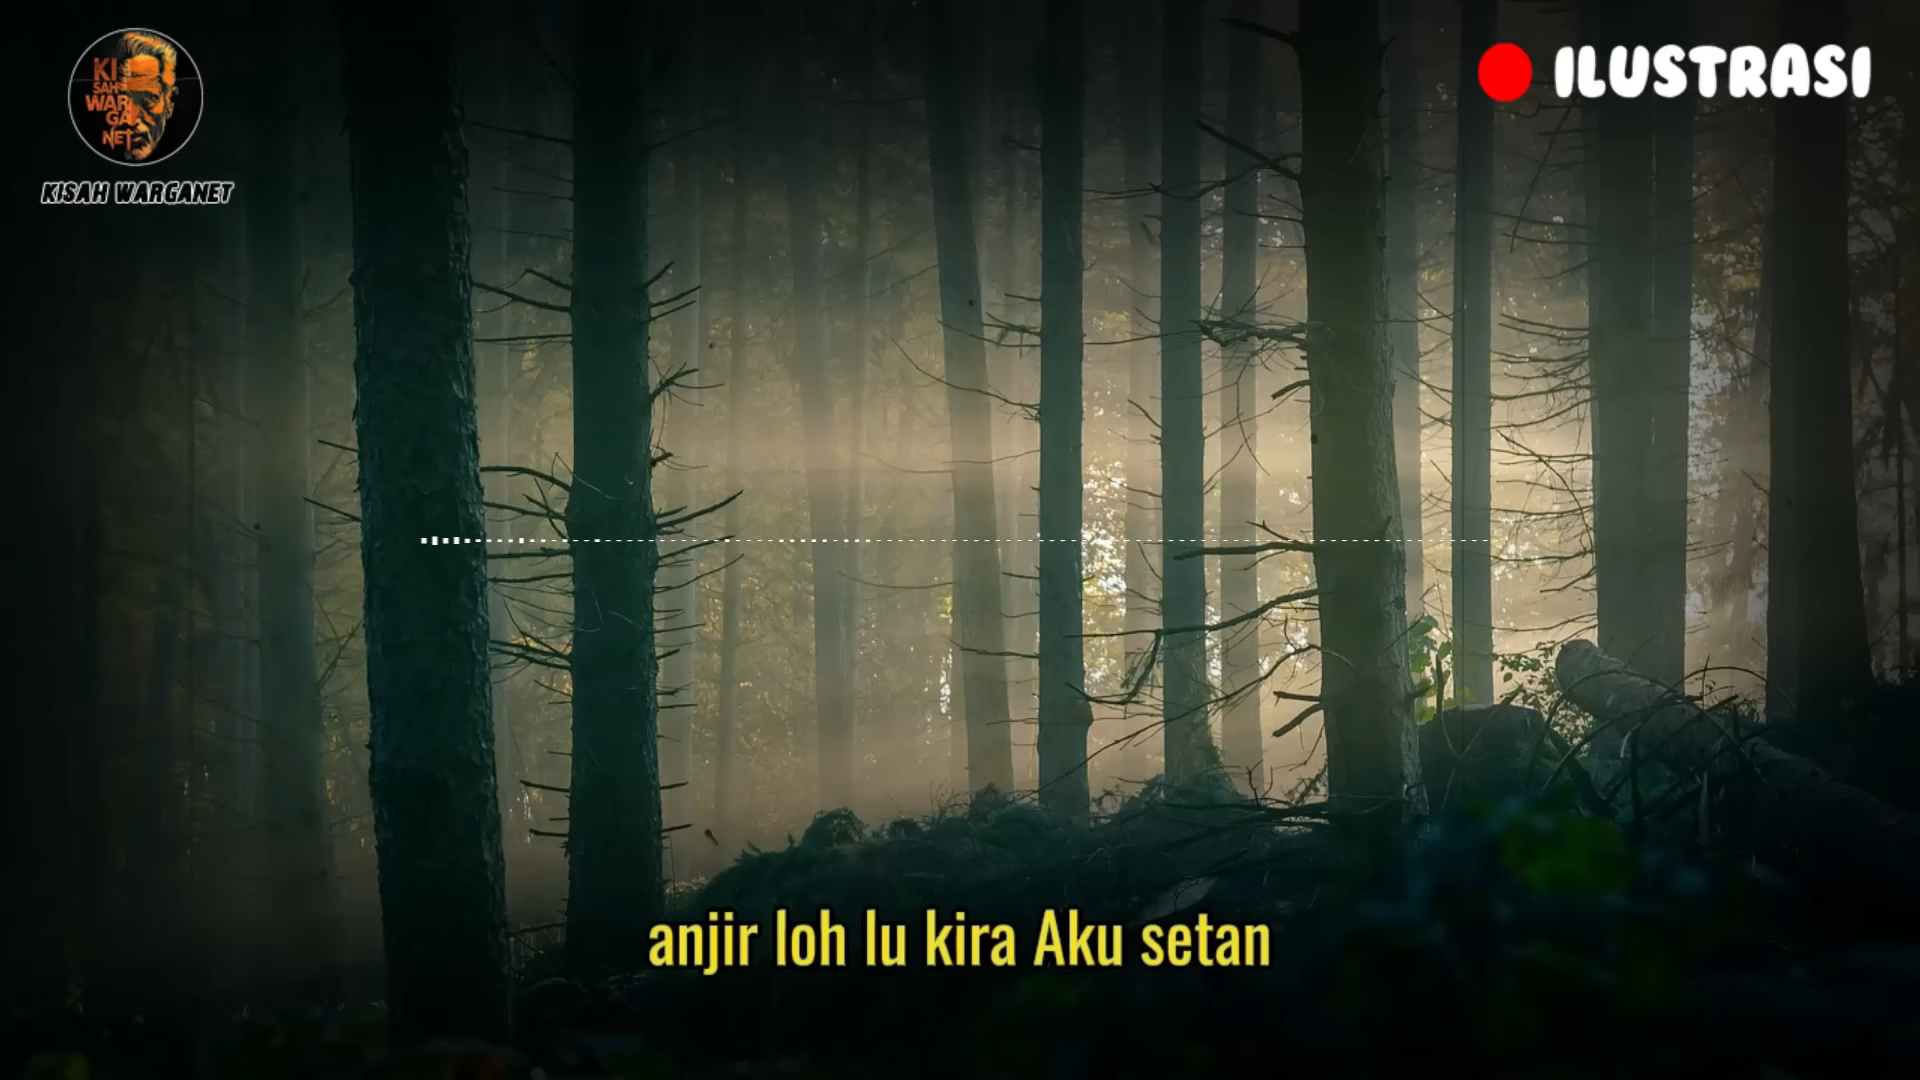 KI
SAH
WAR
GA
NET
KISAH WARGANET
ILUSTRASI
anjir loh lu kira Aku setan